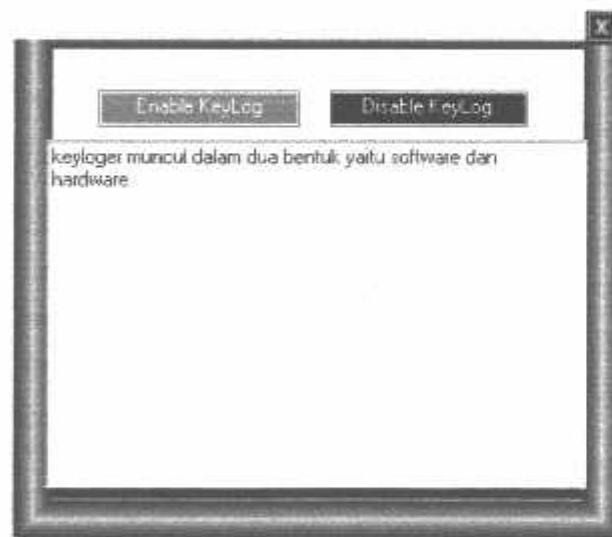 X
Enable KeyLog Disable KeyLog
keyloger muncul dalam dua bentuk yaitu software dan
hardware